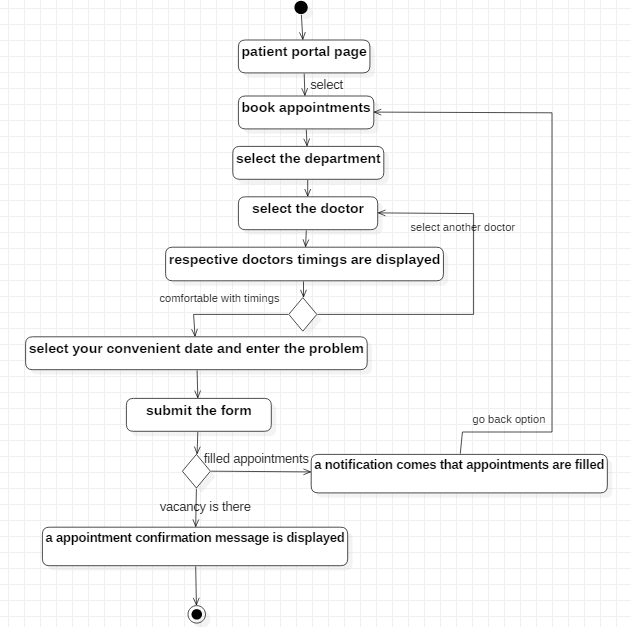 patient portal page
select
book appointments
select the department
select the doctor
select another doctor
respective doctors timings are displayed
comfortable with timings
select your convenient date and enter the problem
submit the form
go back option
filled appointments
a notification comes that appointments are filled
vacancy is there
a appointment confirmation message is displayed